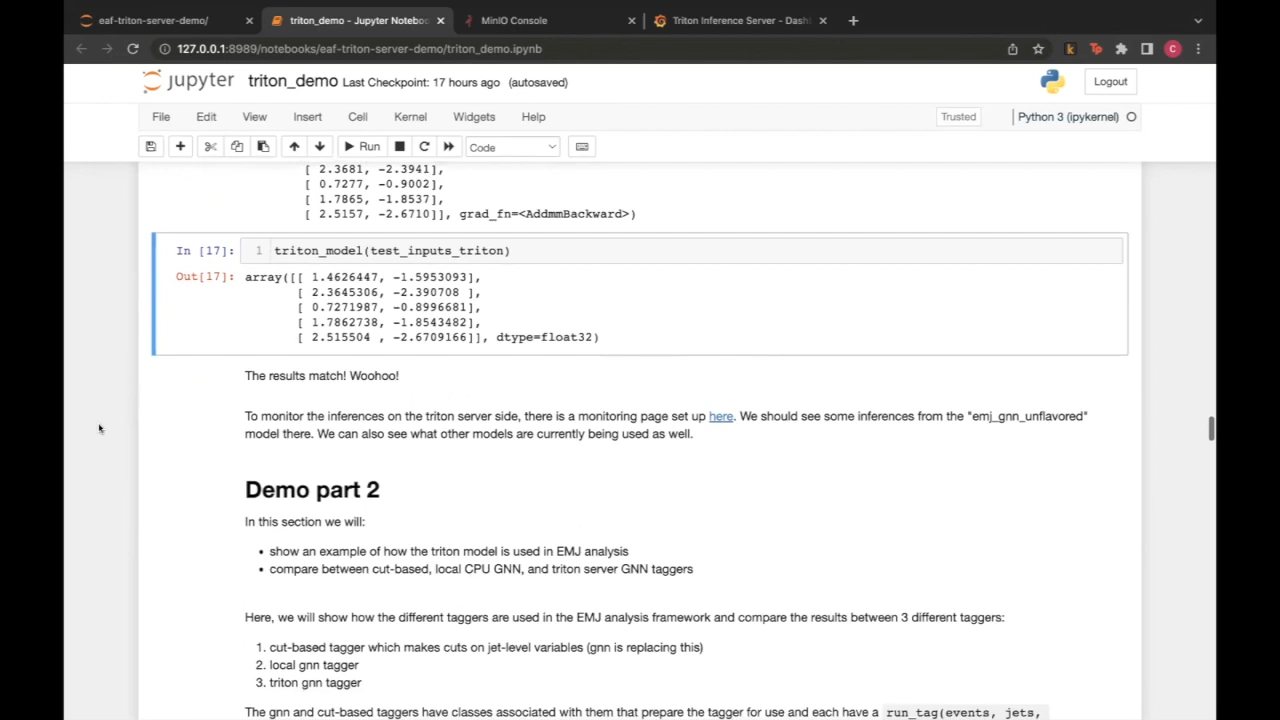 eaf-triton-server-demo/
triton_demo - Jupyter Noteboo
MinIO Console
Triton Inference Server - Dashi
127.0.0.1:8989/notebooks/eaf-triton-server-demo/triton_demo.ipynb
jupyter triton_demo Last Checkpoint: 17 hours ago (autosaved)
Logout
File Edit View Insert Cell Kernel Widgets Help
Trusted
Python 3 (ipykernel)
Run
Code
[ 2.3681, -2.3941],
[ 0.7277, -0.9002],
[ 1.7865, -1.8537],
[ 2.5157, -2.6710]], grad_fn=<AddmmBackward>)
In [17]: 1 triton_model(test_inputs_triton)
Out[17]: array([[ 1.4626447, -1.5953093],
[ 2.3645306, -2.390708 ],
[ 0.7271987, -0.8996681],
[ 1.7862738, -1.8543482],
[ 2.515504 , -2.6709166]], dtype=float32)
The results match! Woohoo!
To monitor the inferences on the triton server side, there is a monitoring page set up here. We should see some inferences from the "emj_gnn_unflavored"
model there. We can also see what other models are currently being used as well.
Demo part 2
In this section we will:
• show an example of how the triton model is used in EMJ analysis
• compare between cut-based, local CPU GNN, and triton server GNN taggers
Here, we will show how the different taggers are used in the EMJ analysis framework and compare the results between 3 different taggers:
1. cut-based tagger which makes cuts on jet-level variables (gnn is replacing this)
2. local gnn tagger
3. triton gnn tagger
The gnn and cut-based taggers have classes associated with them that prepare the tagger for use and each have a run_tag(events, jets,